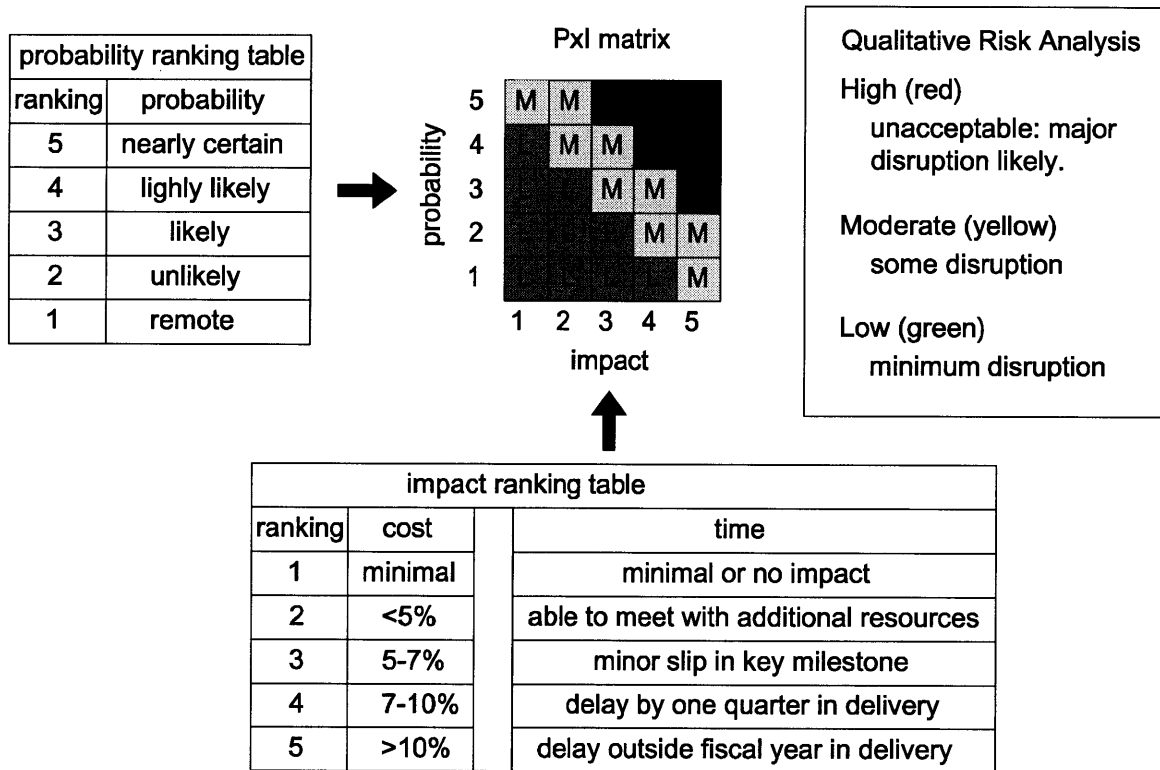 PxI matrix
probability ranking table
ranking probability
5 nearly certain
4 lighly likely
3 likely
2 unlikely
1 remote
probability
5 M M
4 L M M
3 L L M M
2 L L L M M
1 L L L L M
1 2 3 4 5
impact
Qualitative Risk Analysis
High (red)
unacceptable: major
disruption likely.
Moderate (yellow)
some disruption
Low (green)
minimum disruption
impact ranking table
ranking cost time
1 minimal minimal or no impact
2 <5% able to meet with additional resources
3 5-7% minor slip in key milestone
4 7-10% delay by one quarter in delivery
5 >10% delay outside fiscal year in delivery